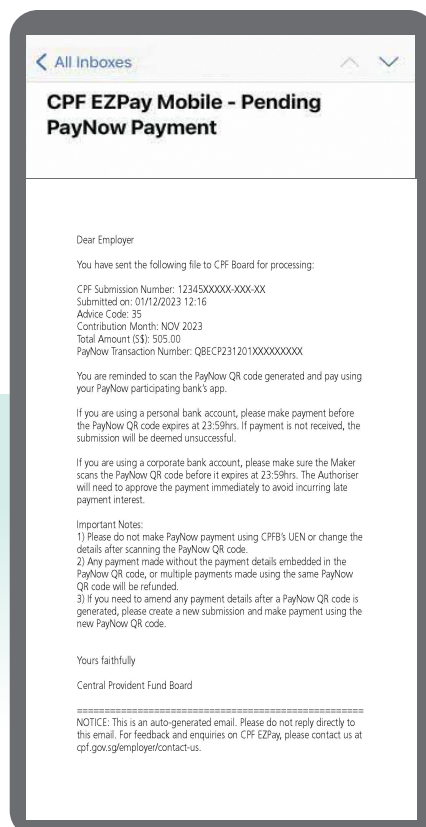 All Inboxes
CPF EZPay Mobile - Pending
PayNow Payment
Dear Employer
You have sent the following file to CPF Board for processing:
CPF Submission Number: 12345XXXXX-XXX-XX
Submitted on: 01/12/2023 12:16
Advice Code: 35
Contribution Month: NOV 2023
Total Amount (S$): 505.00
PayNow Transaction Number: QBECP231201XXXXXXXXX
You are reminded to scan the PayNow QR code generated and pay using
your PayNow participating bank's app.
If you are using a personal bank account, please make payment before
the PayNow QR code expires at 23:59hrs. If payment is not received, the
submission will be deemed unsuccessful.
If you are using a corporate bank account, please make sure the Maker
scans the PayNow QR code before it expires at 23:59hrs. The Authoriser
will need to approve the payment immediately to avoid incurring late
payment interest.
Important Notes:
1) Please do not make PayNow payment using CPFB's UEN or change the
details after scanning the PayNow QR code.
2) Any payment made without the payment details embedded in the
PayNow QR code, or multiple payments made using the same PayNow
QR code will be refunded.
3) If you need to amend any payment details after a PayNow QR code is
generated, please create a new submission and make payment using the
new PayNow QR code.
Yours faithfully
Central Provident Fund Board
====================================================
NOTICE: This is an auto-generated email. Please do not reply directly to
this email. For feedback and enquiries on CPF EZPay, please contact us at
cpf.gov.sg/employer/contact-us.